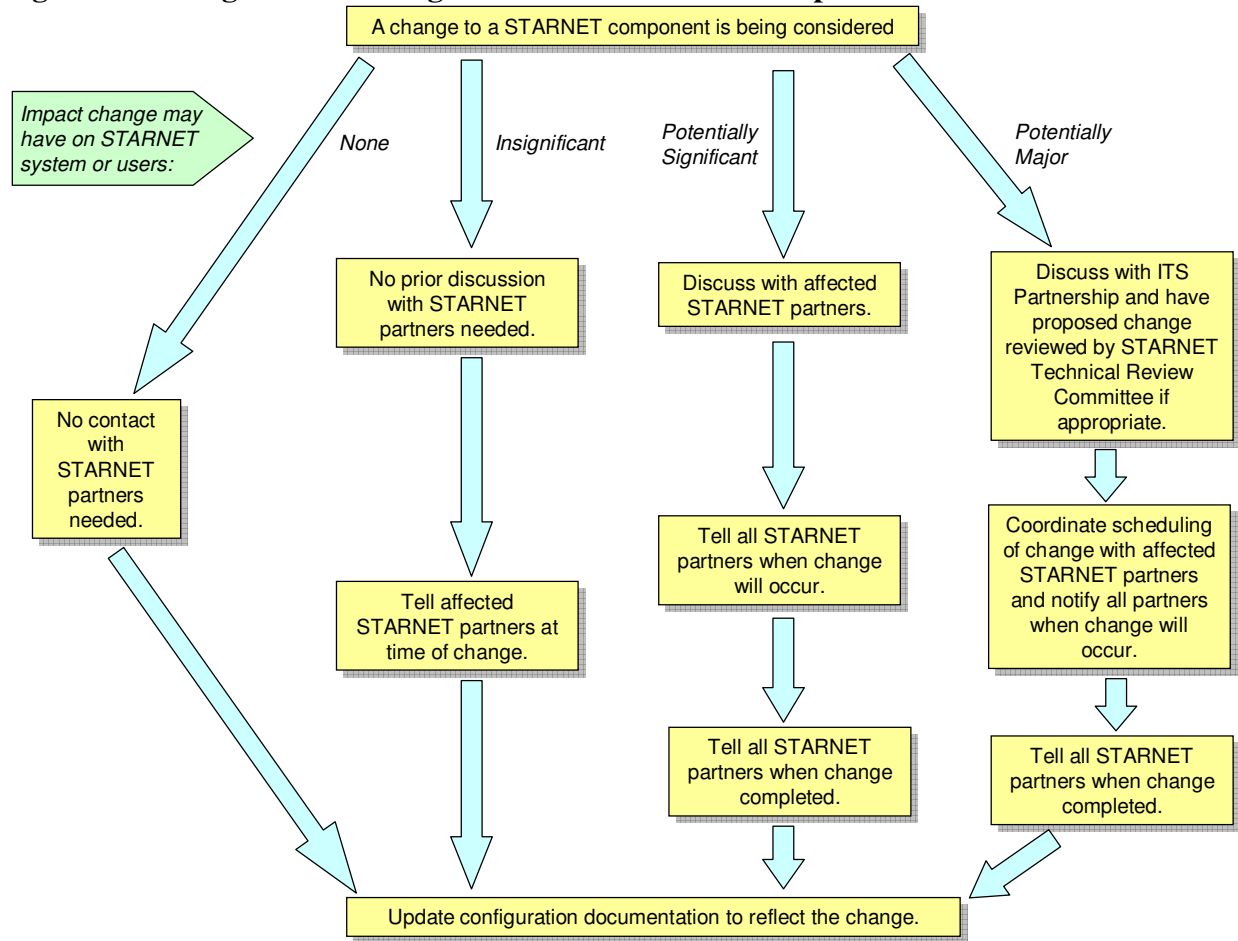 A change to a STARNET component is being considered
Impact change may
have on STARNET
system or users:
None
Insignificant
Potentially
Significant
Potentially
Major
No contact
with
STARNET
partners
needed.
No prior discussion
with STARNET
partners needed.
Tell affected
STARNET partners at
time of change.
Discuss with affected
STARNET partners.
Tell all STARNET
partners when change
will occur.
Tell all STARNET
partners when change
completed.
Discuss with ITS
Partnership and have
proposed change
reviewed by STARNET
Technical Review
Committee if
appropriate.
Coordinate scheduling
of change with affected
STARNET partners
and notify all partners
when change will
occur.
Tell all STARNET
partners when change
completed.
Update configuration documentation to reflect the change.